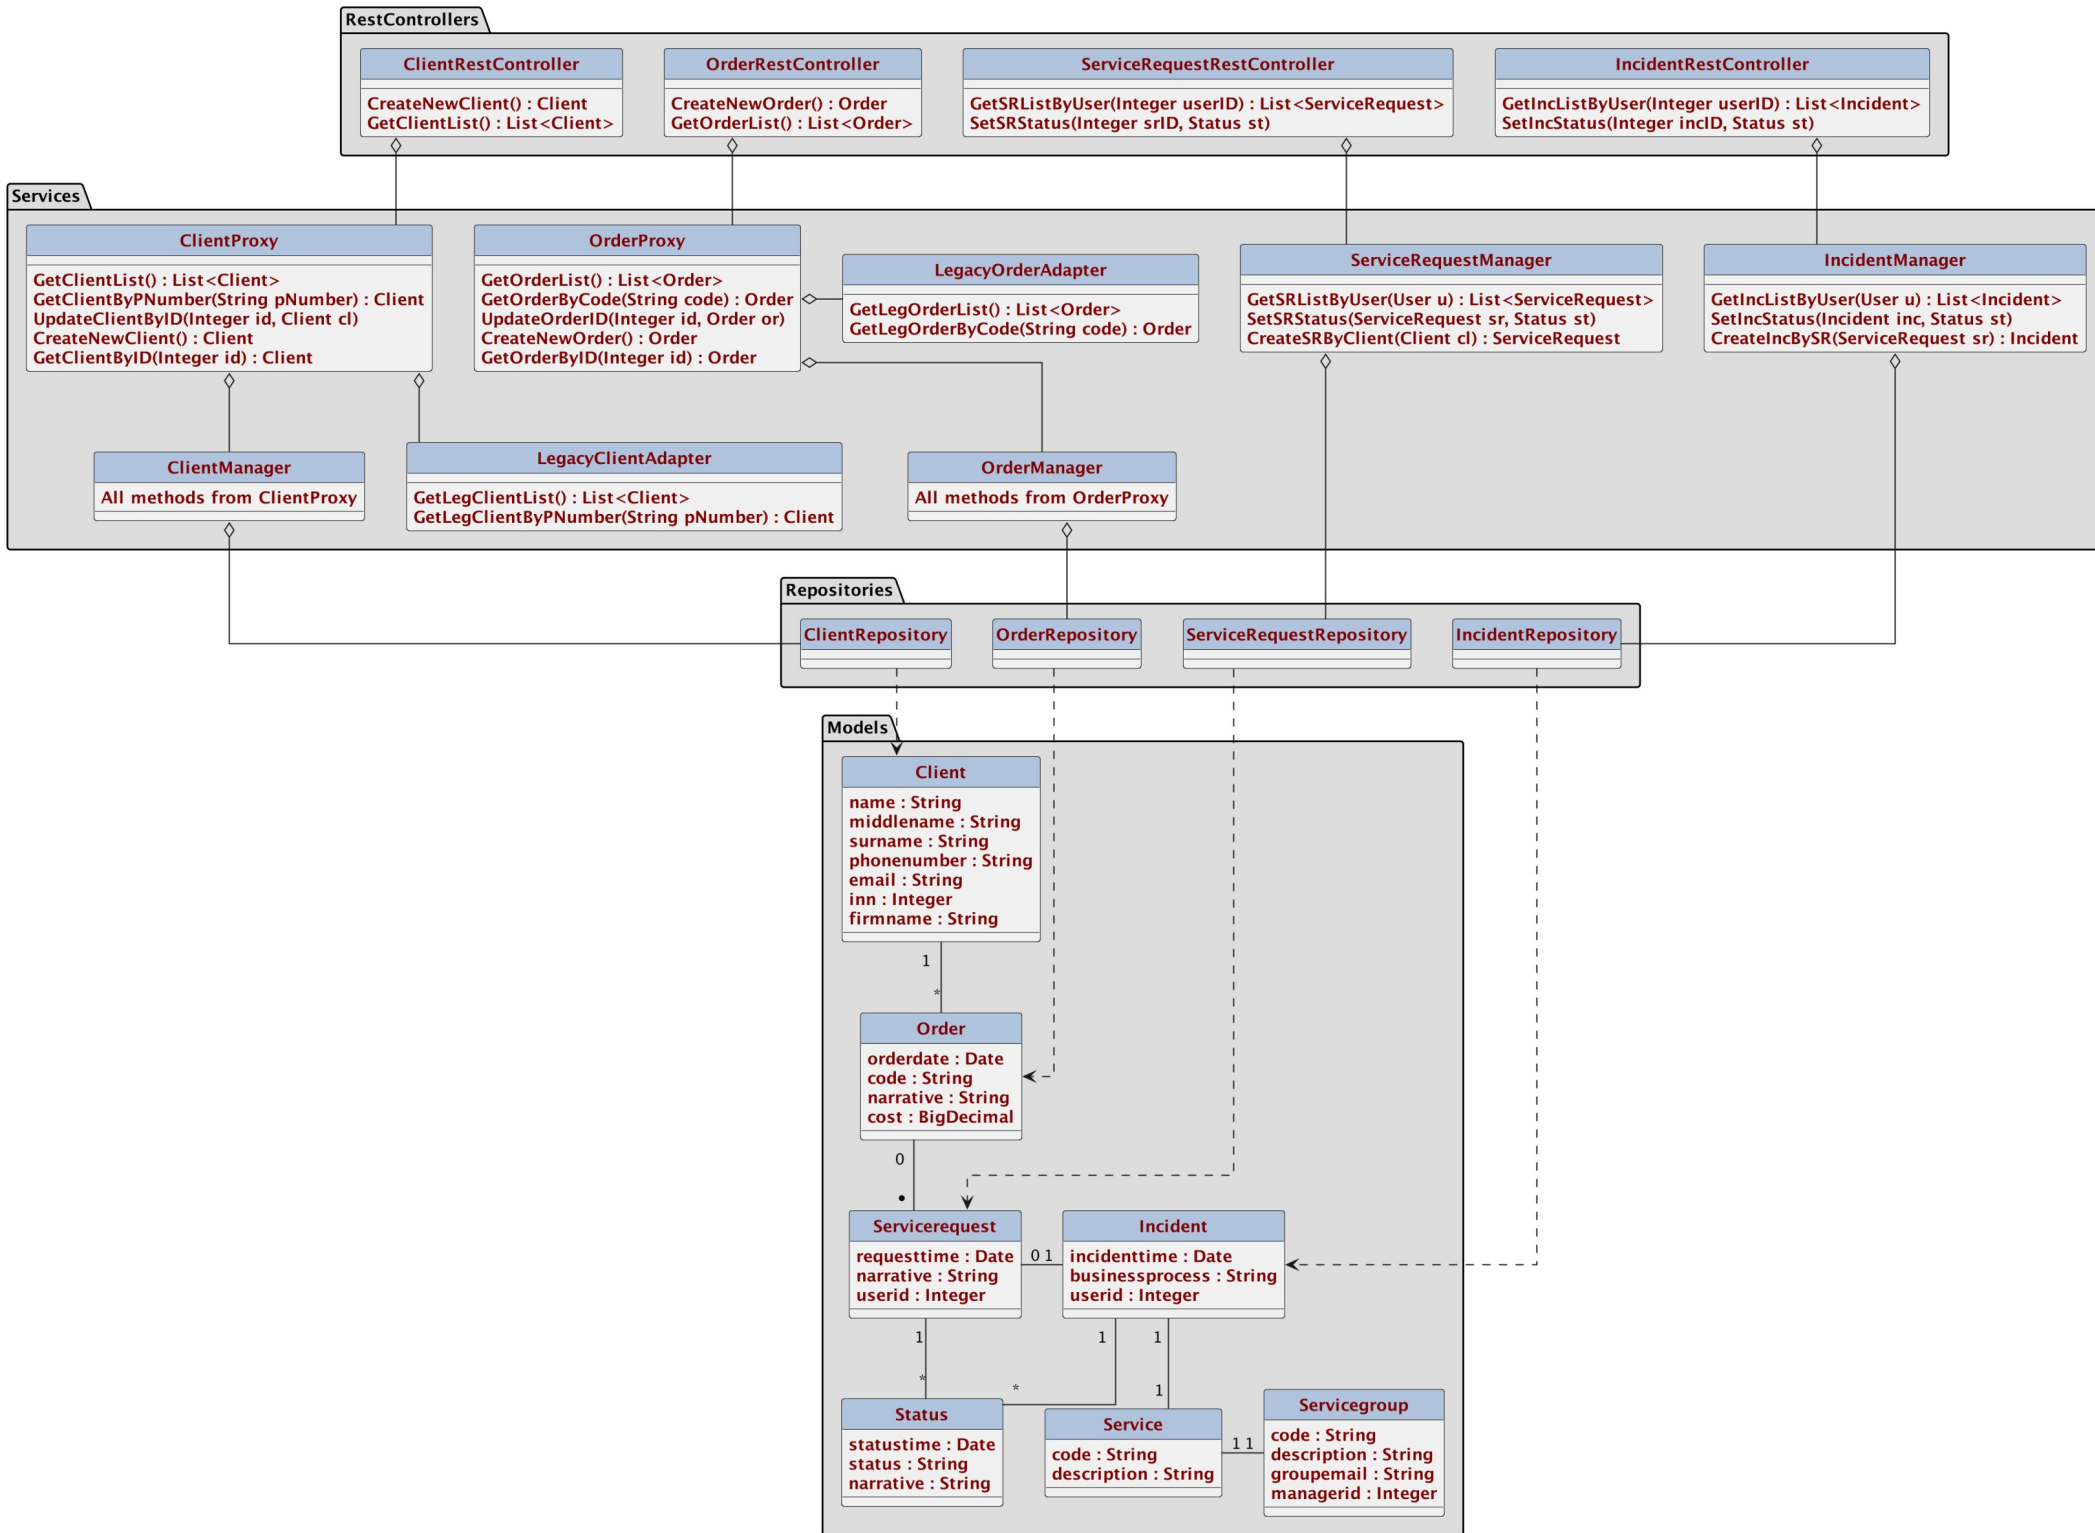 RestControllers
ClientRestController
CreateNewClient() : Client
GetClientList() : List<Client>
OrderRestController
CreateNewOrder() : Order
GetOrderList() : List<Order>
ServiceRequestRestController
GetSRListByUser(Integer userID) : List<ServiceRequest>
SetSRStatus(Integer srID, Status st)
IncidentRestController
GetIncListByUser(Integer userID) : List<Incident>
SetIncStatus(Integer incID, Status st)
Services
ClientProxy
GetClientList() : List<Client>
GetClientByPNumber(String pNumber) : Client
UpdateClientByID(Integer id, Client cl)
CreateNewClient() : Client
GetClientByID(Integer id) : Client
OrderProxy
GetOrderList() : List<Order>
GetOrderByCode(String code) : Order
UpdateOrderID(Integer id, Order or)
CreateNewOrder() : Order
GetOrderByID(Integer id) : Order
LegacyOrderAdapter
GetLegOrderList() : List<Order>
GetLegOrderByCode(String code) : Order
ServiceRequestManager
GetSRListByUser(User u) : List<ServiceRequest>
SetSRStatus(ServiceRequest sr, Status st)
CreateSRByClient(Client cl) : ServiceRequest
IncidentManager
GetIncListByUser(User u) : List<Incident>
SetIncStatus(Incident inc, Status st)
CreateIncBySR(ServiceRequest sr) : Incident
ClientManager
All methods from ClientProxy
LegacyClientAdapter
GetLegClientList() : List<Client>
GetLegClientByPNumber(String pNumber) : Client
OrderManager
All methods from OrderProxy
Repositories
ClientRepository
OrderRepository
ServiceRequestRepository
IncidentRepository
Models
Client
name : String
middlename : String
surname : String
phonenumber : String
email : String
inn : Integer
firmname : String
1
*
Order
orderdate : Date
code : String
narrative : String
cost : BigDecimal
0
•
Servicerequest
requesttime : Date
narrative : String
userid : Integer
0 1
Incident
incidenttime : Date
businessprocess : String
userid : Integer
1
*
1
*
1
1
Status
statustime : Date
status : String
narrative : String
Service
code : String
description : String
1 1
Servicegroup
code : String
description : String
groupemail : String
managerid : Integer